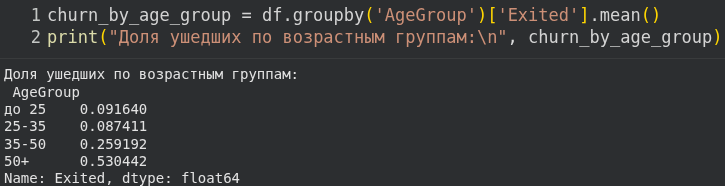 1 churn_by_age_group = df.groupby('AgeGroup')['Exited'].mean()
2 print("Доля ушедших по возрастным группам:\n", churn_by_age_group)
Доля ушедших по возрастным группам:
AgeGroup
до 25    0.091640
25-35    0.087411
35-50    0.259192
50+      0.530442
Name: Exited, dtype: float64